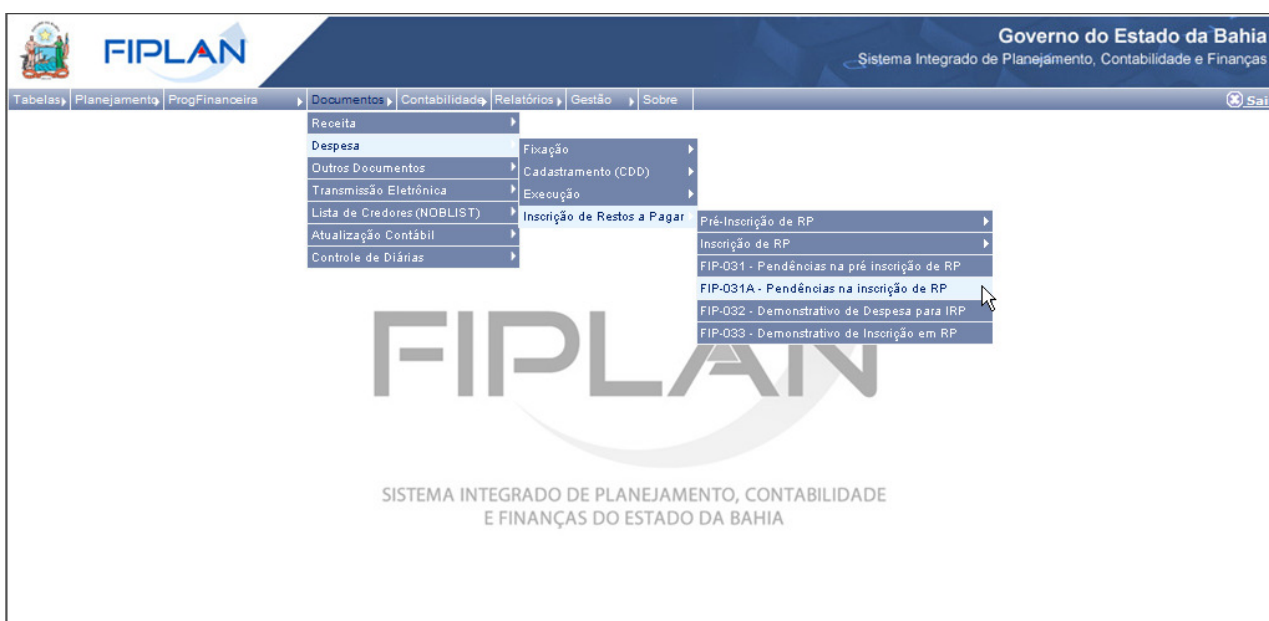 FIPLAN
Governo do Estado da Bahia
Sistema Integrado de Planejamento, Contabilidade e Finanças
Tabelas Planejamento ProgFinanceira Documentos Contabilidade Relatórios Gestão Sobre Sai
Receita
Despesa
Outros Documentos
Transmissão Eletrônica
Lista de Credores (NOBLIST)
Atualização Contábil
Controle de Diárias
Fixação
Cadastramento (CDD)
Execução
Inscrição de Restos a Pagar
Pré-Inscrição de RP
Inscrição de RP
FIP-031 - Pendências na pré inscrição de RP
FIP-031A - Pendências na inscrição de RP
FIP-032 - Demonstrativo de Despesa para IRP
FIP-033 - Demonstrativo de Inscrição em RP
FIPLAN
SISTEMA INTEGRADO DE PLANEJAMENTO, CONTABILIDADE
E FINANÇAS DO ESTADO DA BAHIA